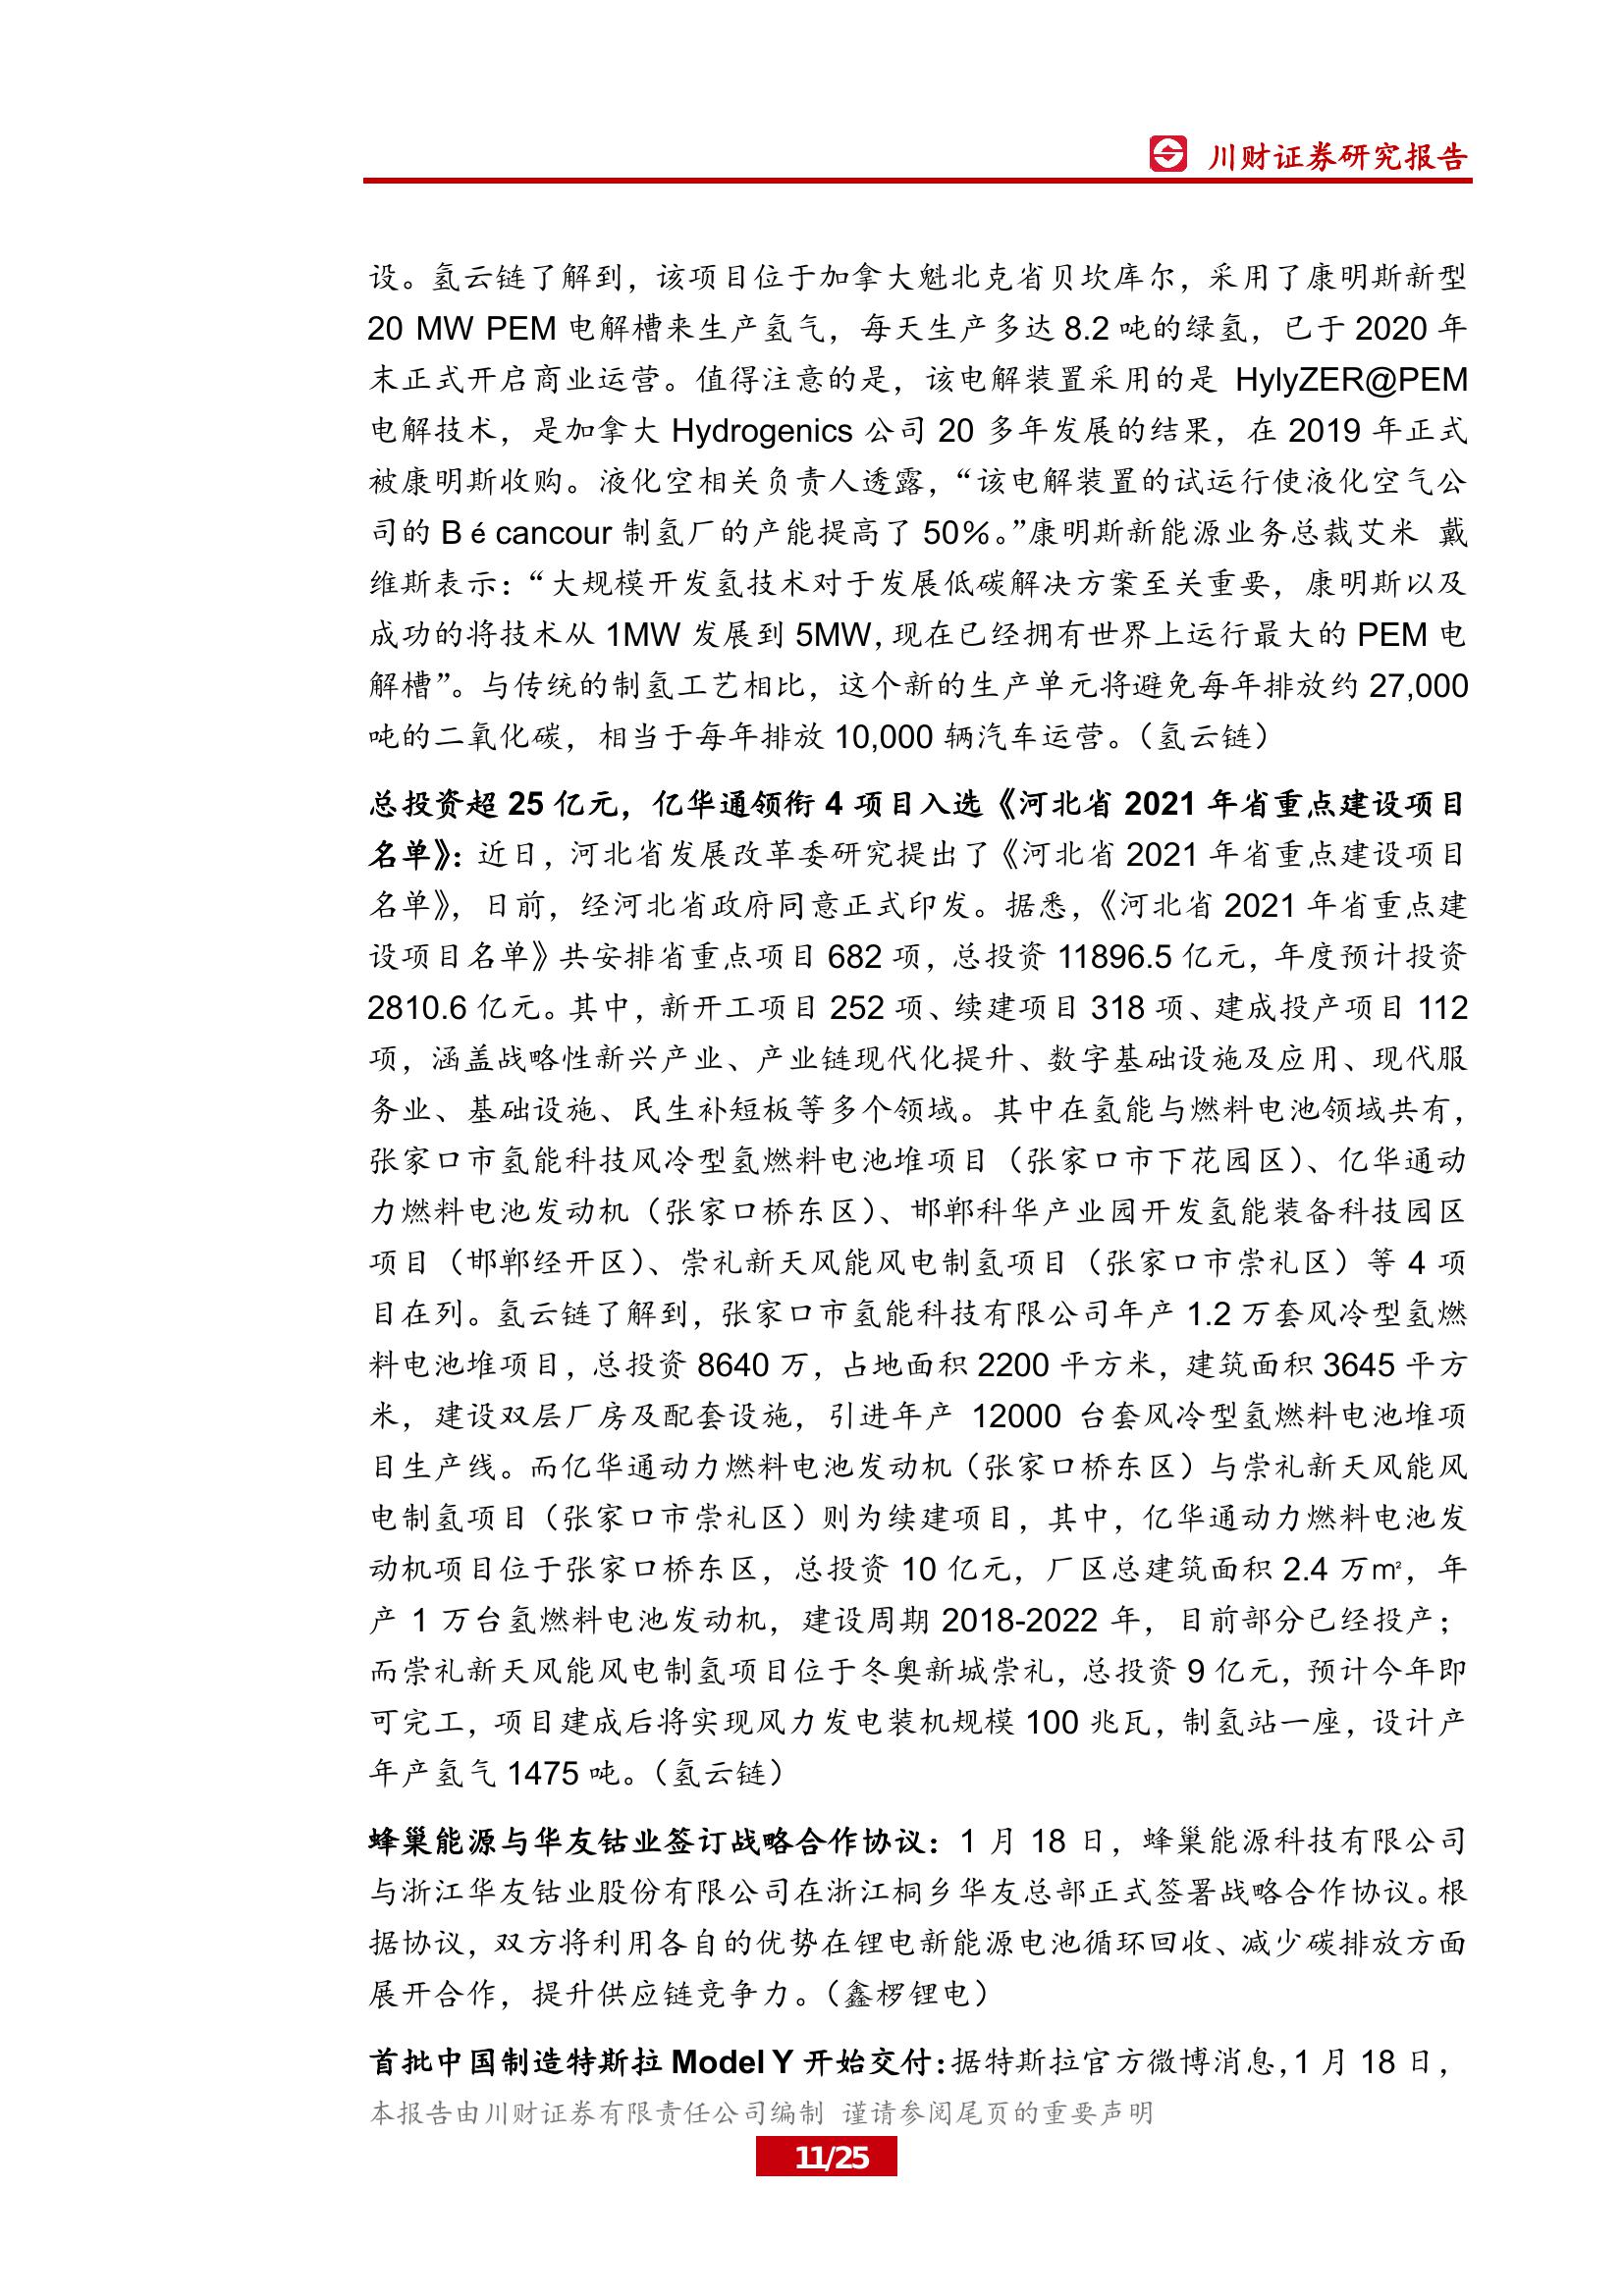 川财证券研究报告
设。氢云链了解到，该项目位于加拿大魁北克省贝坎库尔，采用了康明斯新型
20 MW PEM 电解槽来生产氢气，每天生产多达 8.2 吨的绿氢，已于 2020 年
末正式开启商业运营。值得注意的是，该电解装置采用的是 HylyZER@PEM
电解技术，是加拿大 Hydrogenics 公司 20 多年发展的结果，在 2019 年正式
被康明斯收购。液化空相关负责人透露，“该电解装置的试运行使液化空气公
司的 B é cancour 制氢厂的产能提高了 50%。”康明斯新能源业务总裁艾米 戴
维斯表示：“大规模开发氢技术对于发展低碳解决方案至关重要，康明斯以及
成功的将技术从 1MW 发展到 5MW，现在已经拥有世界上运行最大的 PEM 电
解槽”。与传统的制氢工艺相比，这个新的生产单元将避免每年排放约 27,000
吨的二氧化碳，相当于每年排放 10,000 辆汽车运营。（氢云链）
总投资超 25 亿元，亿华通领衔 4 项目入选《河北省 2021 年省重点建设项目
名单》：近日，河北省发展改革委研究提出了《河北省 2021 年省重点建设项目
名单》，日前，经河北省政府同意正式印发。据悉，《河北省 2021 年省重点建
设项目名单》共安排省重点项目 682 项，总投资 11896.5 亿元，年度预计投资
2810.6 亿元。其中，新开工项目 252 项、续建项目 318 项、建成投产项目 112
项，涵盖战略性新兴产业、产业链现代化提升、数字基础设施及应用、现代服
务业、基础设施、民生补短板等多个领域。其中在氢能与燃料电池领域共有，
张家口市氢能科技风冷型氢燃料电池堆项目（张家口市下花园区）、亿华通动
力燃料电池发动机（张家口桥东区）、邯郸科华产业园开发氢能装备科技园区
项目（邯郸经开区）、崇礼新天风能风电制氢项目（张家口市崇礼区）等 4 项
目在列。氢云链了解到，张家口市氢能科技有限公司年产 1.2 万套风冷型氢燃
料电池堆项目，总投资 8640 万，占地面积 2200 平方米，建筑面积 3645 平方
米，建设双层厂房及配套设施，引进年产 12000 台套风冷型氢燃料电池堆项
目生产线。而亿华通动力燃料电池发动机（张家口桥东区）与崇礼新天风能风
电制氢项目（张家口市崇礼区）则为续建项目，其中，亿华通动力燃料电池发
动机项目位于张家口桥东区，总投资 10 亿元，厂区总建筑面积 2.4 万㎡，年
产 1 万台氢燃料电池发动机，建设周期 2018-2022 年，目前部分已经投产；
而崇礼新天风能风电制氢项目位于冬奥新城崇礼，总投资 9 亿元，预计今年即
可完工，项目建成后将实现风力发电装机规模 100 兆瓦，制氢站一座，设计产
年产氢气 1475 吨。（氢云链）
蜂巢能源与华友钴业签订战略合作协议：1 月 18 日，蜂巢能源科技有限公司
与浙江华友钴业股份有限公司在浙江桐乡华友总部正式签署战略合作协议。根
据协议，双方将利用各自的优势在锂电新能源电池循环回收、减少碳排放方面
展开合作，提升供应链竞争力。（鑫椤锂电）
首批中国制造特斯拉 Model Y 开始交付：据特斯拉官方微博消息，1 月 18 日，
本报告由川财证券有限责任公司编制 谨请参阅尾页的重要声明
11/25